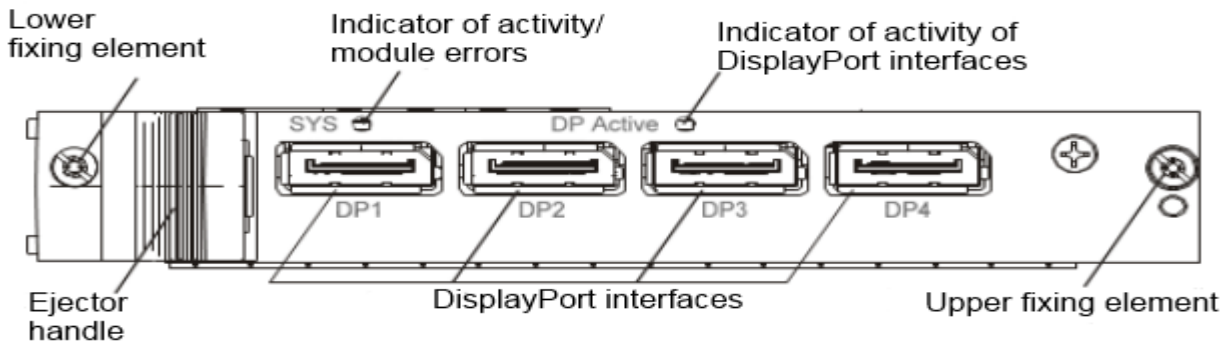 Lower
fixing element
Indicator of activity/
module errors
Indicator of activity of
DisplayPort interfaces
SYS
DP Active
DP1
DP2
DP3
DP4
Ejector
handle
DisplayPort interfaces
Upper fixing element